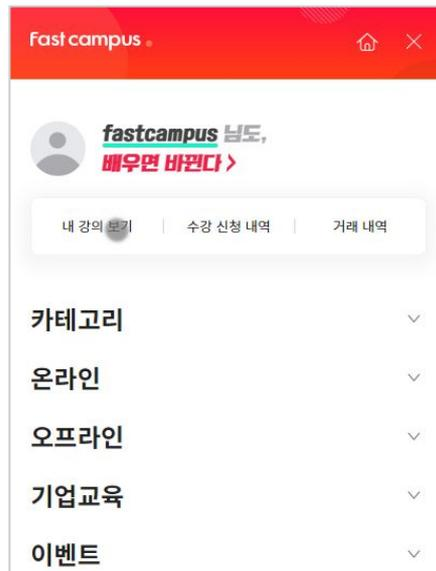 Fast campus
fastcampus 님도,
배우면 바뀐다 >
내 강의 보기 수강 신청 내역 거래 내역
카테고리
온라인
오프라인
기업교육
이벤트